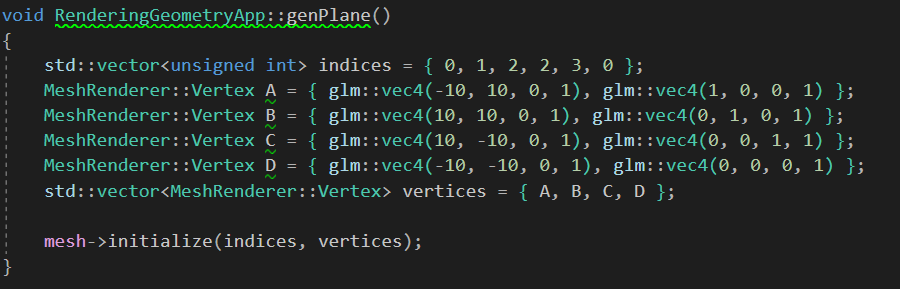 void RenderingGeometryApp::genPlane()
{
std::vector<unsigned int> indices = { 0, 1, 2, 2, 3, 0 };
MeshRenderer::Vertex A = { glm::vec4(-10, 10, 0, 1), glm::vec4(1, 0, 0, 1) };
MeshRenderer::Vertex B = { glm::vec4(10, 10, 0, 1), glm::vec4(0, 1, 0, 1) };
MeshRenderer::Vertex C = { glm::vec4(10, -10, 0, 1), glm::vec4(0, 0, 1, 1) };
MeshRenderer::Vertex D = { glm::vec4(-10, -10, 0, 1), glm::vec4(0, 0, 0, 1) };
std::vector<MeshRenderer::Vertex> vertices = { A, B, C, D };
mesh->initialize(indices, vertices);
}